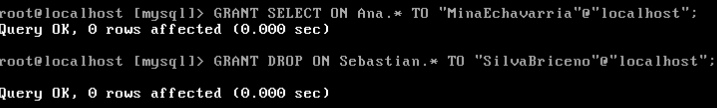 root@localhost [mysql]> GRANT SELECT ON Ana.* TO "MinaEchavarria"@"localhost";
Query OK, 0 rows affected (0.000 sec)
root@localhost [mysql]> GRANT DROP ON Sebastian.* TO "SilvaBriceno"@"localhost";
Query OK, 0 rows affected (0.000 sec)